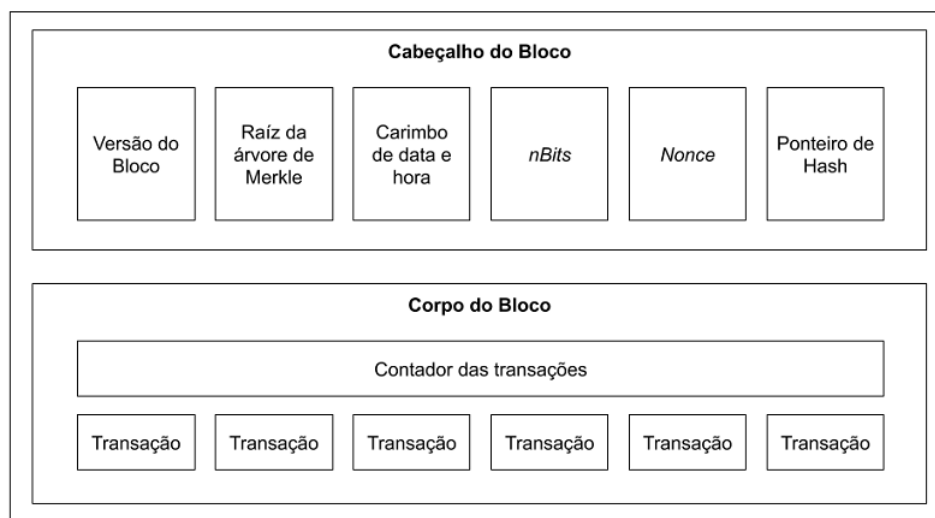 Cabeçalho do Bloco
Versão do
Bloco
Raíz da
árvore de
Merkle
Carimbo
de data e
hora
nBits
Nonce
Ponteiro de
Hash
Corpo do Bloco
Contador das transações
Transação
Transação
Transação
Transação
Transação
Transação